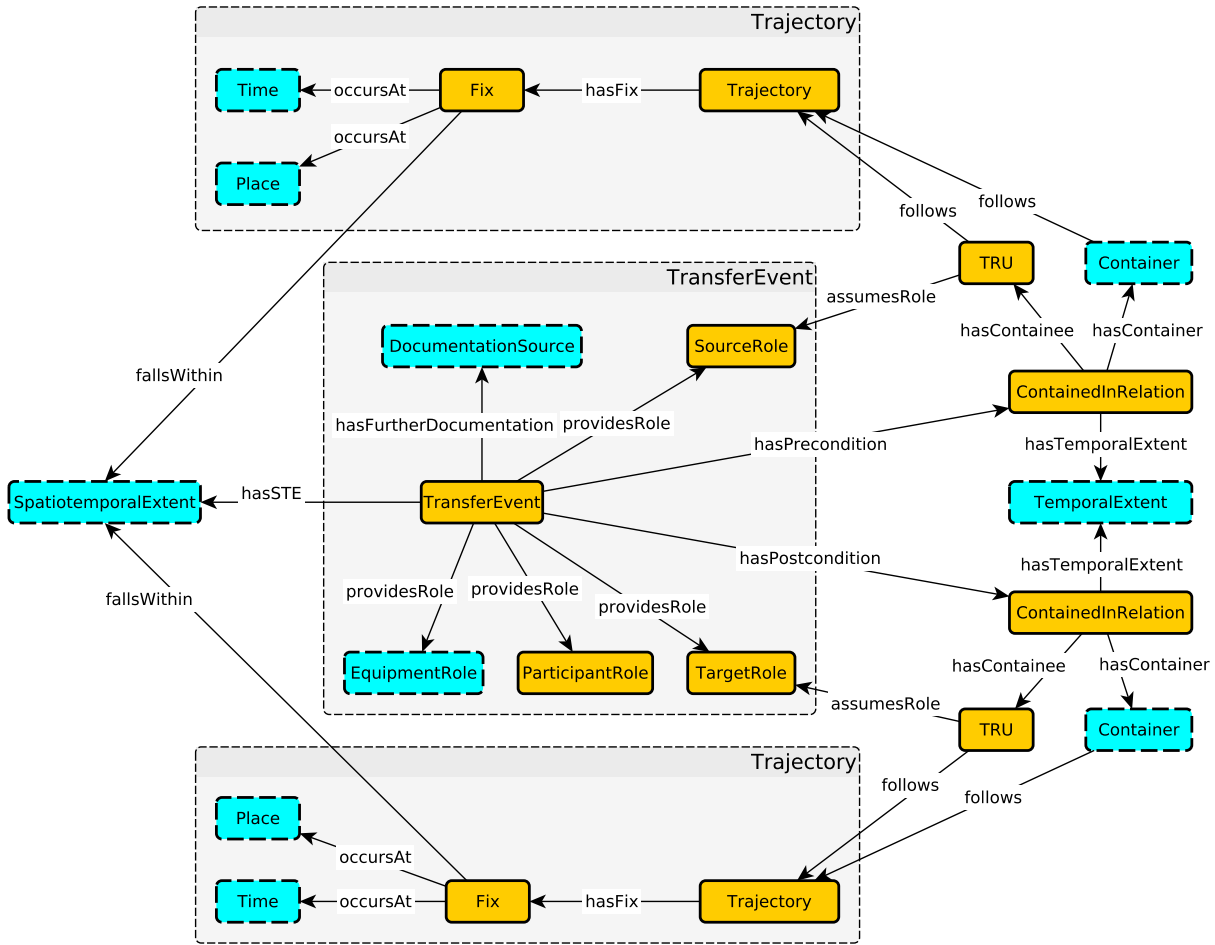 Trajectory
Time
occursAt
Fix
hasFix
Trajectory
occursAt
Place
follows
follows
TRU
Container
TransferEvent
assumesRole
hasContainee
hasContainer
DocumentationSource
SourceRole
fallsWithin
ContainedInRelation
hasFurtherDocumentation
providesRole
hasPrecondition
hasTemporalExtent
SpatiotemporalExtent
hasSTE
TransferEvent
TemporalExtent
hasPostcondition
hasTemporalExtent
fallsWithin
providesRole
providesRole
providesRole
ContainedInRelation
hasContainee
hasContainer
EquipmentRole
ParticipantRole
TargetRole
assumesRole
TRU
Container
Trajectory
follows
follows
Place
occursAt
Time
occursAt
Fix
hasFix
Trajectory